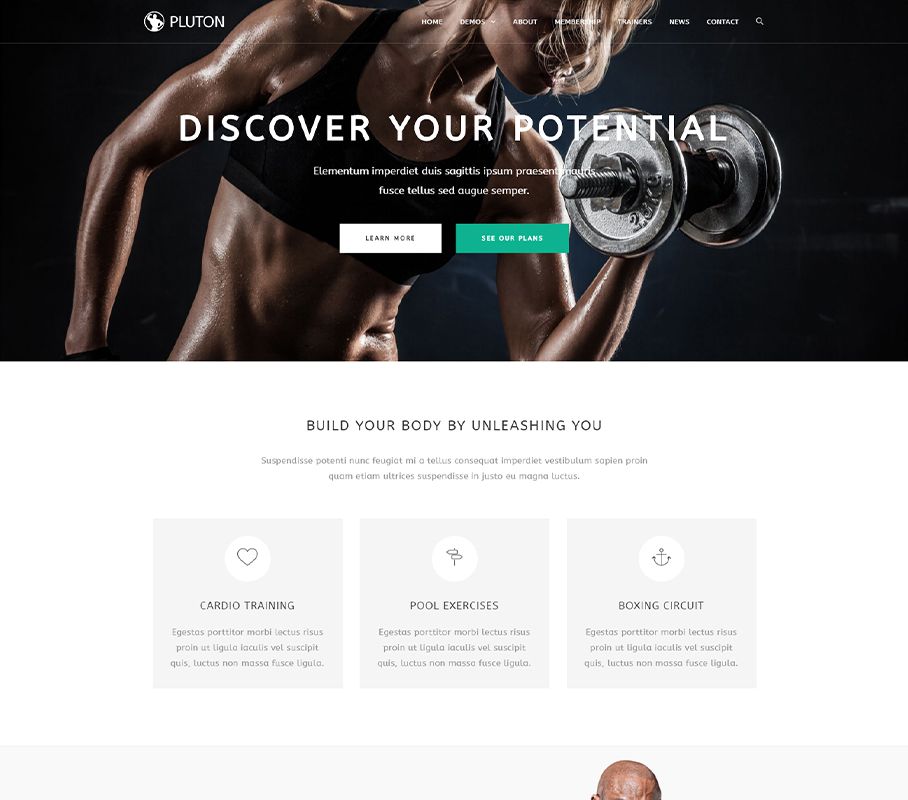 PLUTON
HOME DEMOS ABOUT MEMBERSHIP TRAINERS NEWS CONTACT
DISCOVER YOUR POTENTIAL
Elementum imperdiet duis sagittis ipsum praesent mauris
fusce tellus sed augue semper.
LEARN MORE
SEE OUR PLANS
BUILD YOUR BODY BY UNLEASHING YOU
Suspendisse potenti nunc feugiat mi a tellus consequat imperdiet vestibulum sapien proin
quam etiam ultrices suspendisse in justo eu magna luctus.
CARDIO TRAINING
Egestas porttitor morbi lectus risus
proin ut ligula iaculis vel suscipit
quis, luctus non massa fusce ligula.
POOL EXERCISES
Egestas porttitor morbi lectus risus
proin ut ligula iaculis vel suscipit
quis, luctus non massa fusce ligula.
BOXING CIRCUIT
Egestas porttitor morbi lectus risus
proin ut ligula iaculis vel suscipit
quis, luctus non massa fusce ligula.